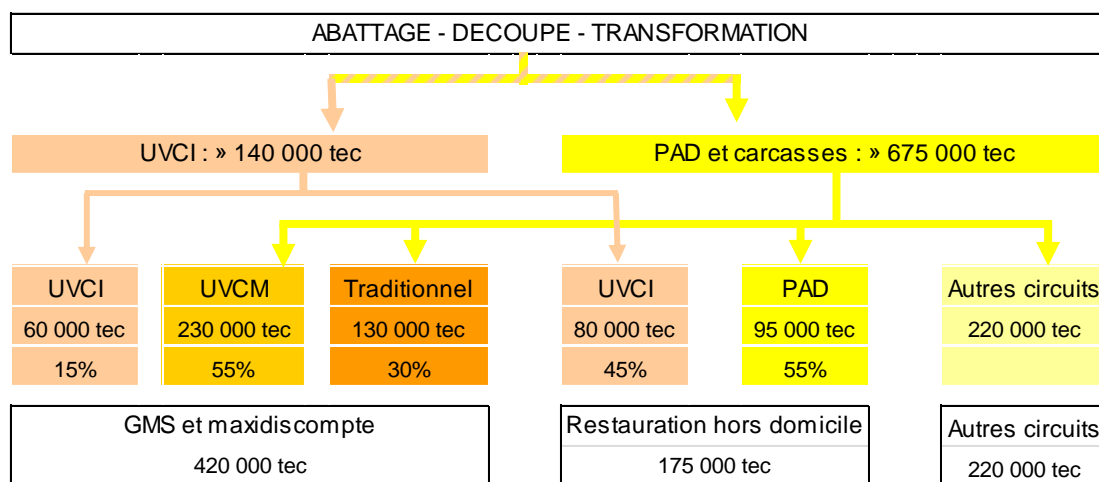 ABATTAGE - DECOUPE - TRANSFORMATION
UVCI : » 140 000 tec
PAD et carcasses : » 675 000 tec
UVCI
UVCM
Traditionnel
UVCI
PAD
Autres circuits
60 000 tec
230 000 tec
130 000 tec
80 000 tec
95 000 tec
220 000 tec
15%
55%
30%
45%
55%
GMS et maxidiscompte
Restauration hors domicile
Autres circuits
420 000 tec
175 000 tec
220 000 tec